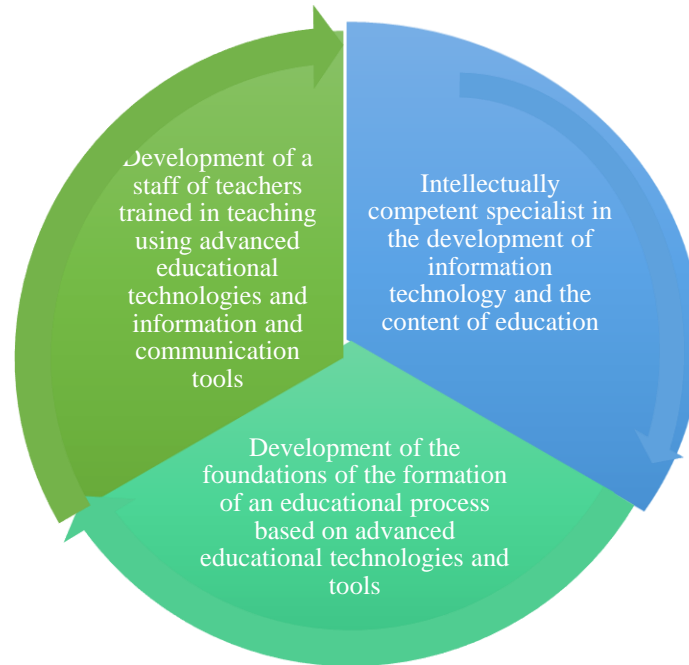 Development of a
staff of teachers
trained in teaching
using advanced
educational
technologies and
information and
communication
tools
Intellectually
competent specialist in
the development of
information
technology and the
content of education
Development of the
foundations of the formation
of an educational process
based on advanced
educational technologies and
tools